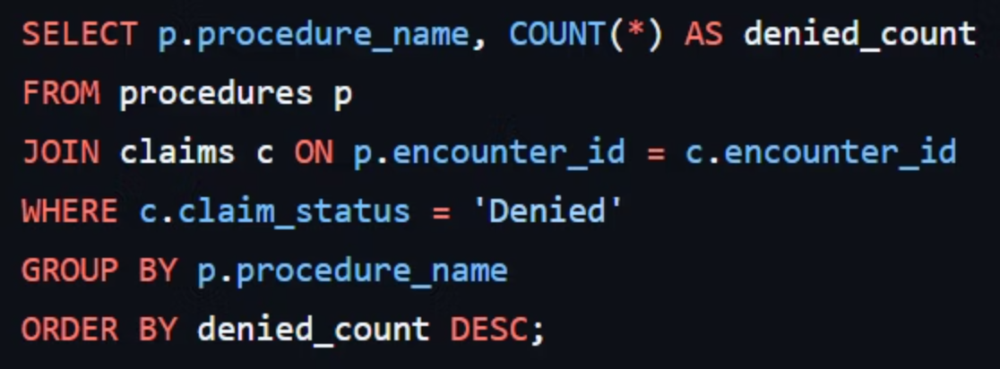 SELECT p.procedure_name, COUNT(*) AS denied_count
FROM procedures p
JOIN claims c ON p.encounter_id = c.encounter_id
WHERE c.claim_status = 'Denied'
GROUP BY p.procedure_name
ORDER BY denied_count DESC;